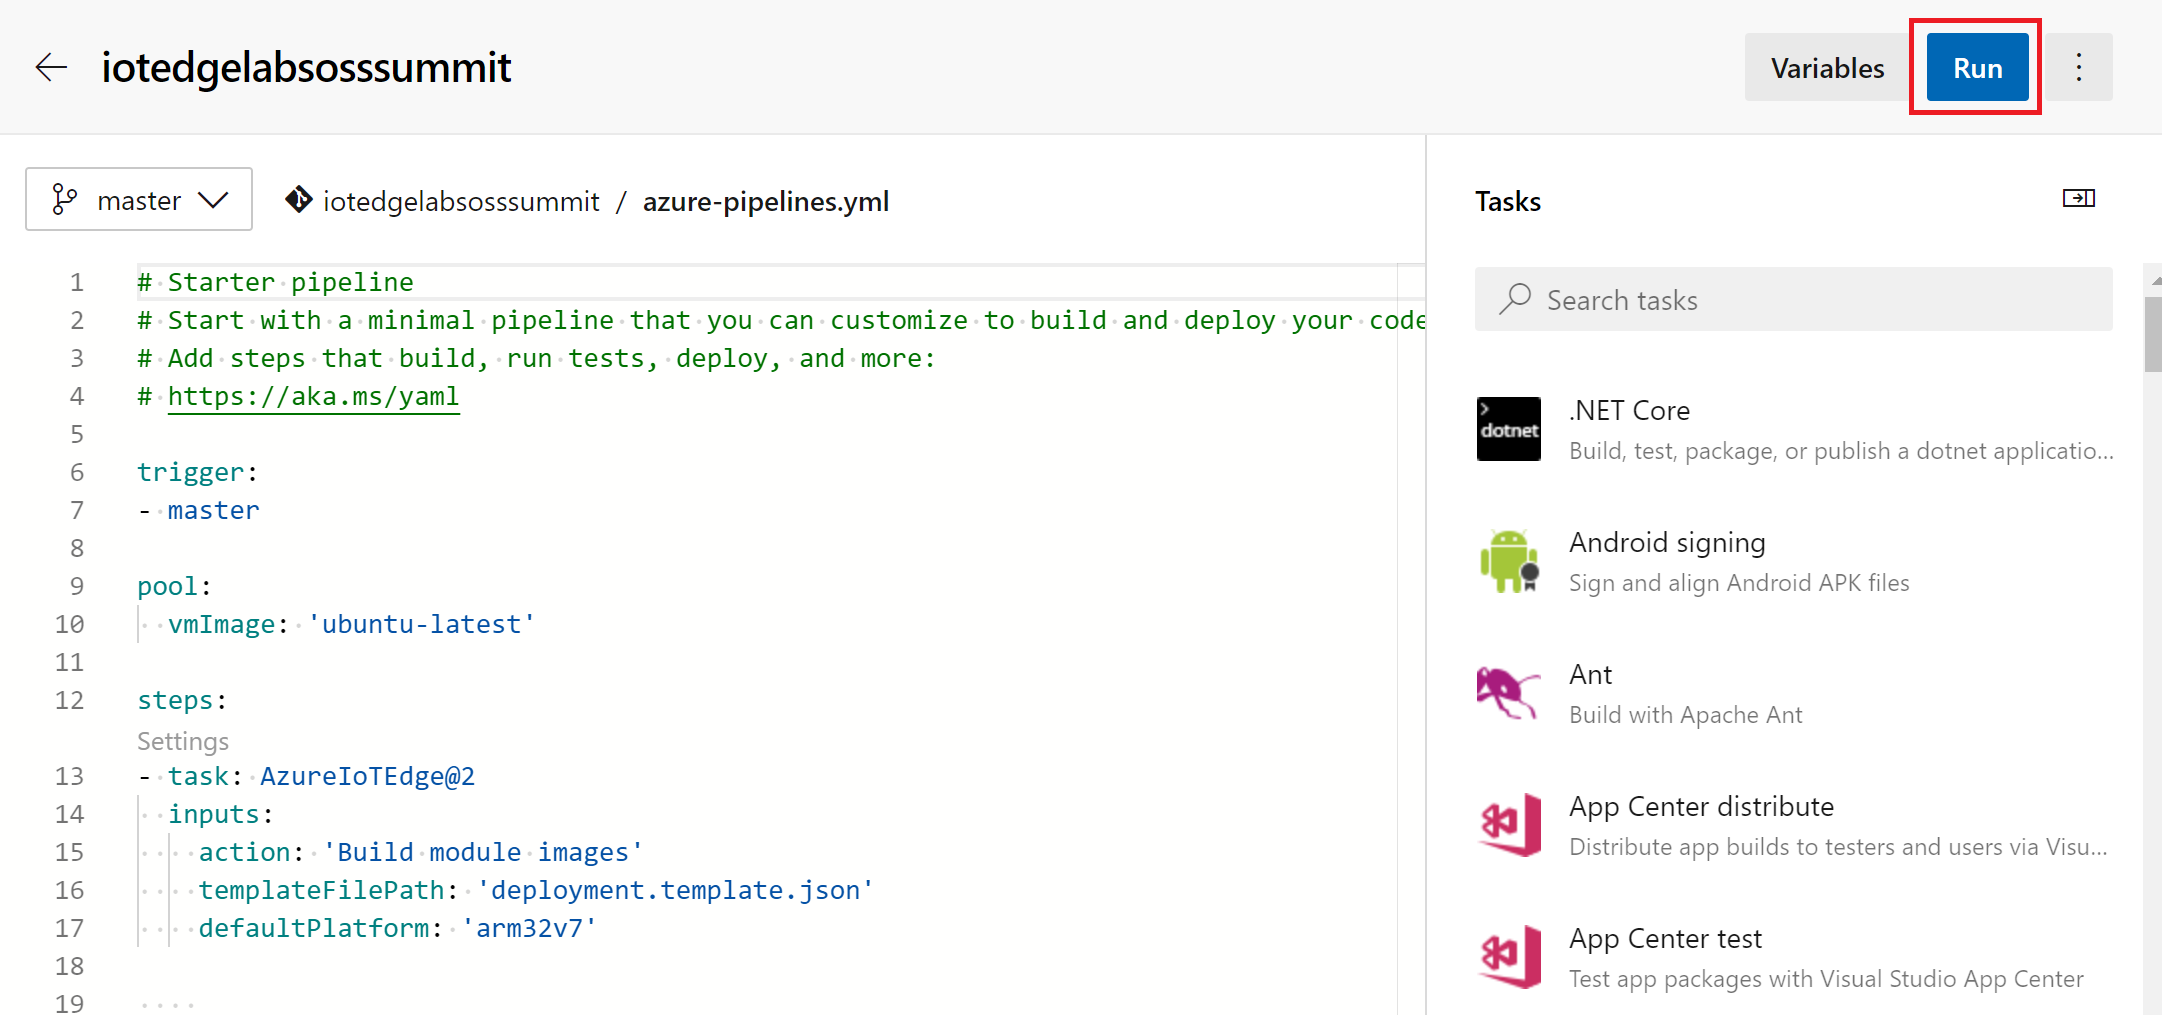 iotedgelabsosssummit
Variables
Run
master
iotedgelabsosssummit / azure-pipelines.yml
1 # Starter pipeline
2 # Start with a minimal pipeline that you can customize to build and deploy your code
3 # Add steps that build, run tests, deploy, and more:
4 # https://aka.ms/yaml
5
6 trigger:
7 - master
8
9 pool:
10 vmImage: 'ubuntu-latest'
11
12 steps:
Settings
13 - task: AzureIoTEdge@2
14 inputs:
15 action: 'Build module images'
16 templateFilePath: 'deployment.template.json'
17 defaultPlatform: 'arm32v7'
18
19
Tasks
Search tasks
dotnet
.NET Core
Build, test, package, or publish a dotnet applicatio...
Android signing
Sign and align Android APK files
Ant
Build with Apache Ant
App Center distribute
Distribute app builds to testers and users via Visu...
App Center test
Test app packages with Visual Studio App Center